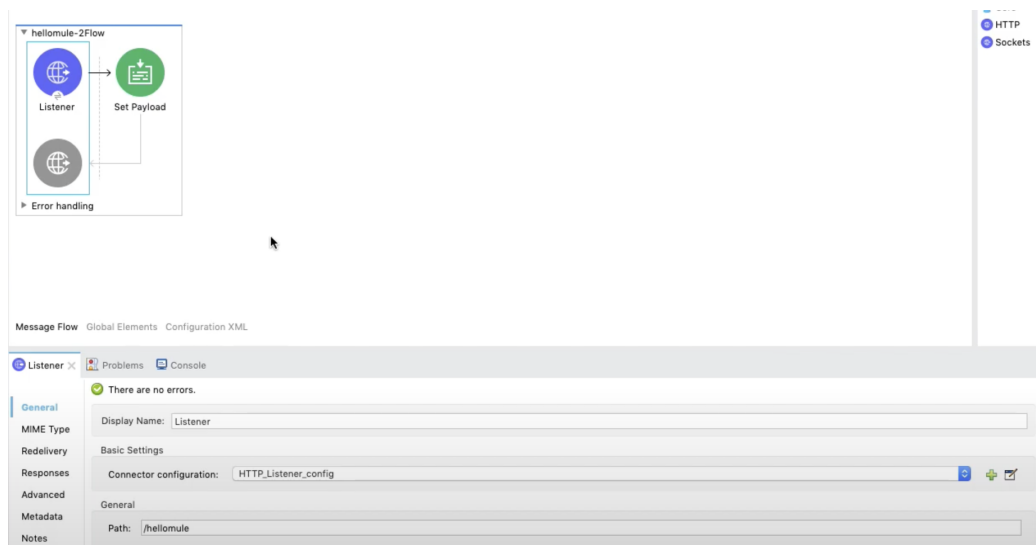 hellomule-2Flow
HTTP
Sockets
Listener
Set Payload
Error handling
Message Flow Global Elements Configuration XML
Listener Problems Console
There are no errors.
General
Display Name: Listener
MIME Type
Redelivery
Basic Settings
Responses
Connector configuration: HTTP_Listener_config
Advanced
General
Metadata
Path: /hellomule
Notes